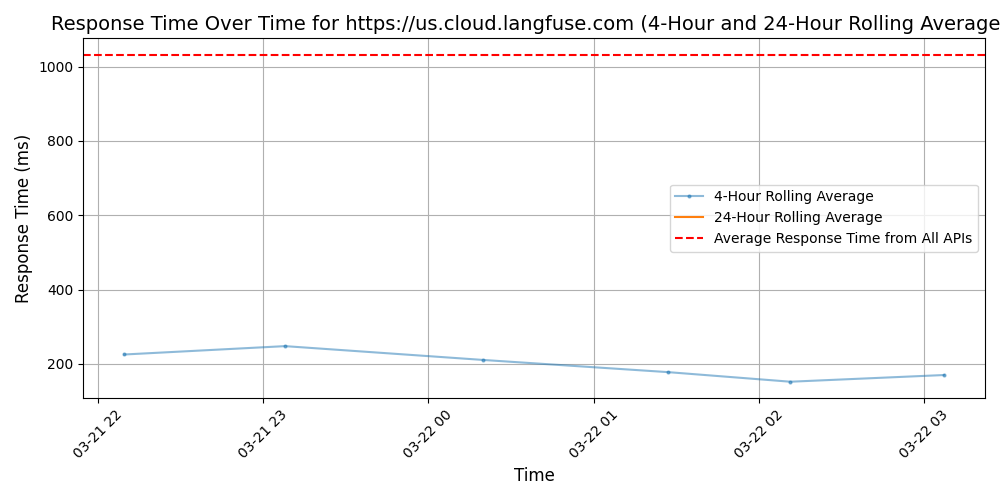 Response Time Over Time for https://us.cloud.langfuse.com (4-Hour and 24-Hour Rolling Average
Response Time (ms)
1000
800
600
400
200
4-Hour Rolling Average
24-Hour Rolling Average
Average Response Time from All APIs
03-21 22
03-21 23
03-22 00
03-22 01
03-22 02
03-22 03
Time